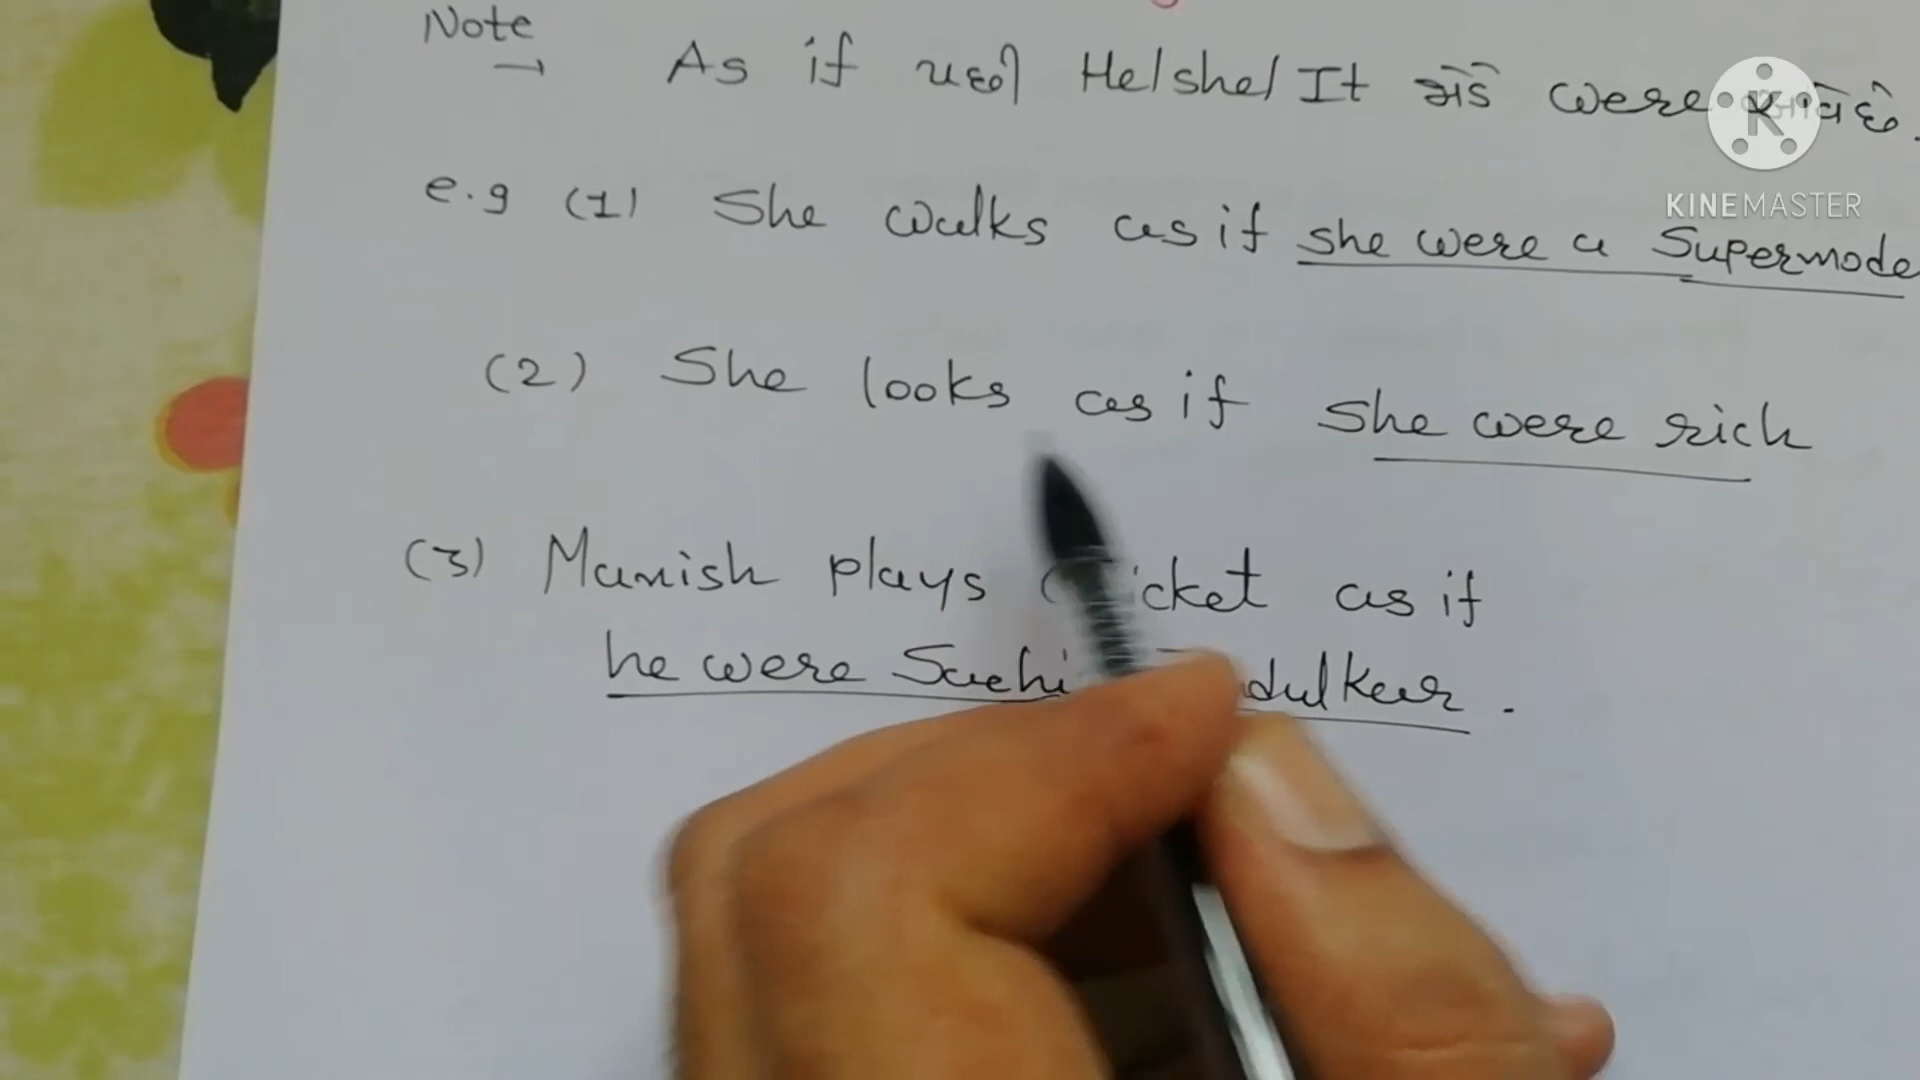 Note
→ As if પછી He/she/It જોડે were આવે છે.
e.g (1) She walks as if she were a Supermode
KINEMASTER
(2) She looks as if she were rich
(3) Manish plays cricket as if
he were Sachin Tendulkar.